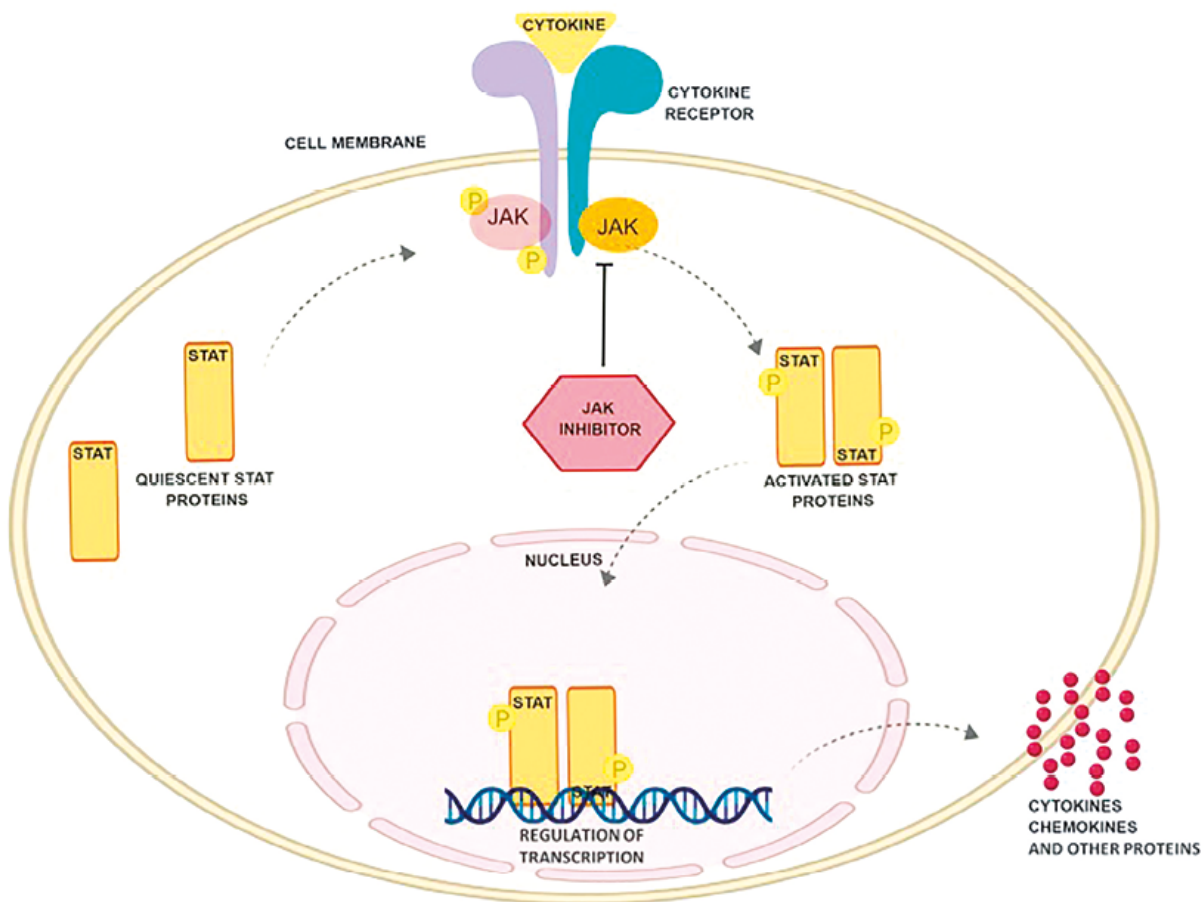 CYTOKINE
CYTOKINE
RECEPTOR
CELL MEMBRANE
P
JAK
P
JAK
STAT
STAT
QUIESCENT STAT
PROTEINS
JAK
INHIBITOR
STAT
P
P
STAT
ACTIVATED STAT
PROTEINS
NUCLEUS
STAT
P
P
STAT
REGULATION OF
TRANSCRIPTION
CYTOKINES
CHEMOKINES
AND OTHER PROTEINS